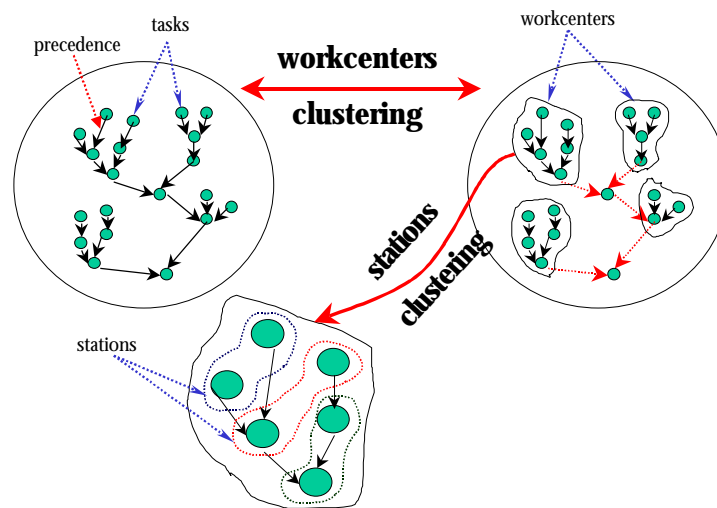 tasks
precedence
workcenters
clustering
workcenters
stations
clustering
stations